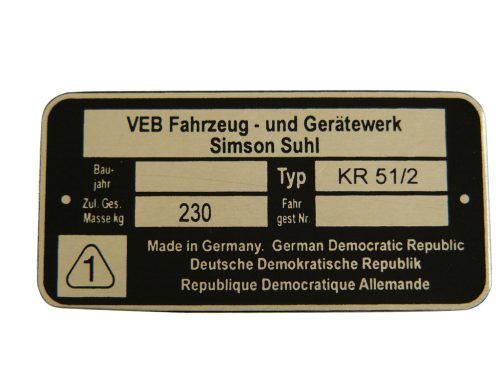 VEB Fahrzeug - und Gerätewerk
Simson Suhl
Bau-
jahr
Typ KR 51/2
Zul. Ges.
Masse kg 230
Fahr
gest Nr.
1
Made in Germany. German Democratic Republic
Deutsche Demokratische Republik
Republique Democratique Allemande